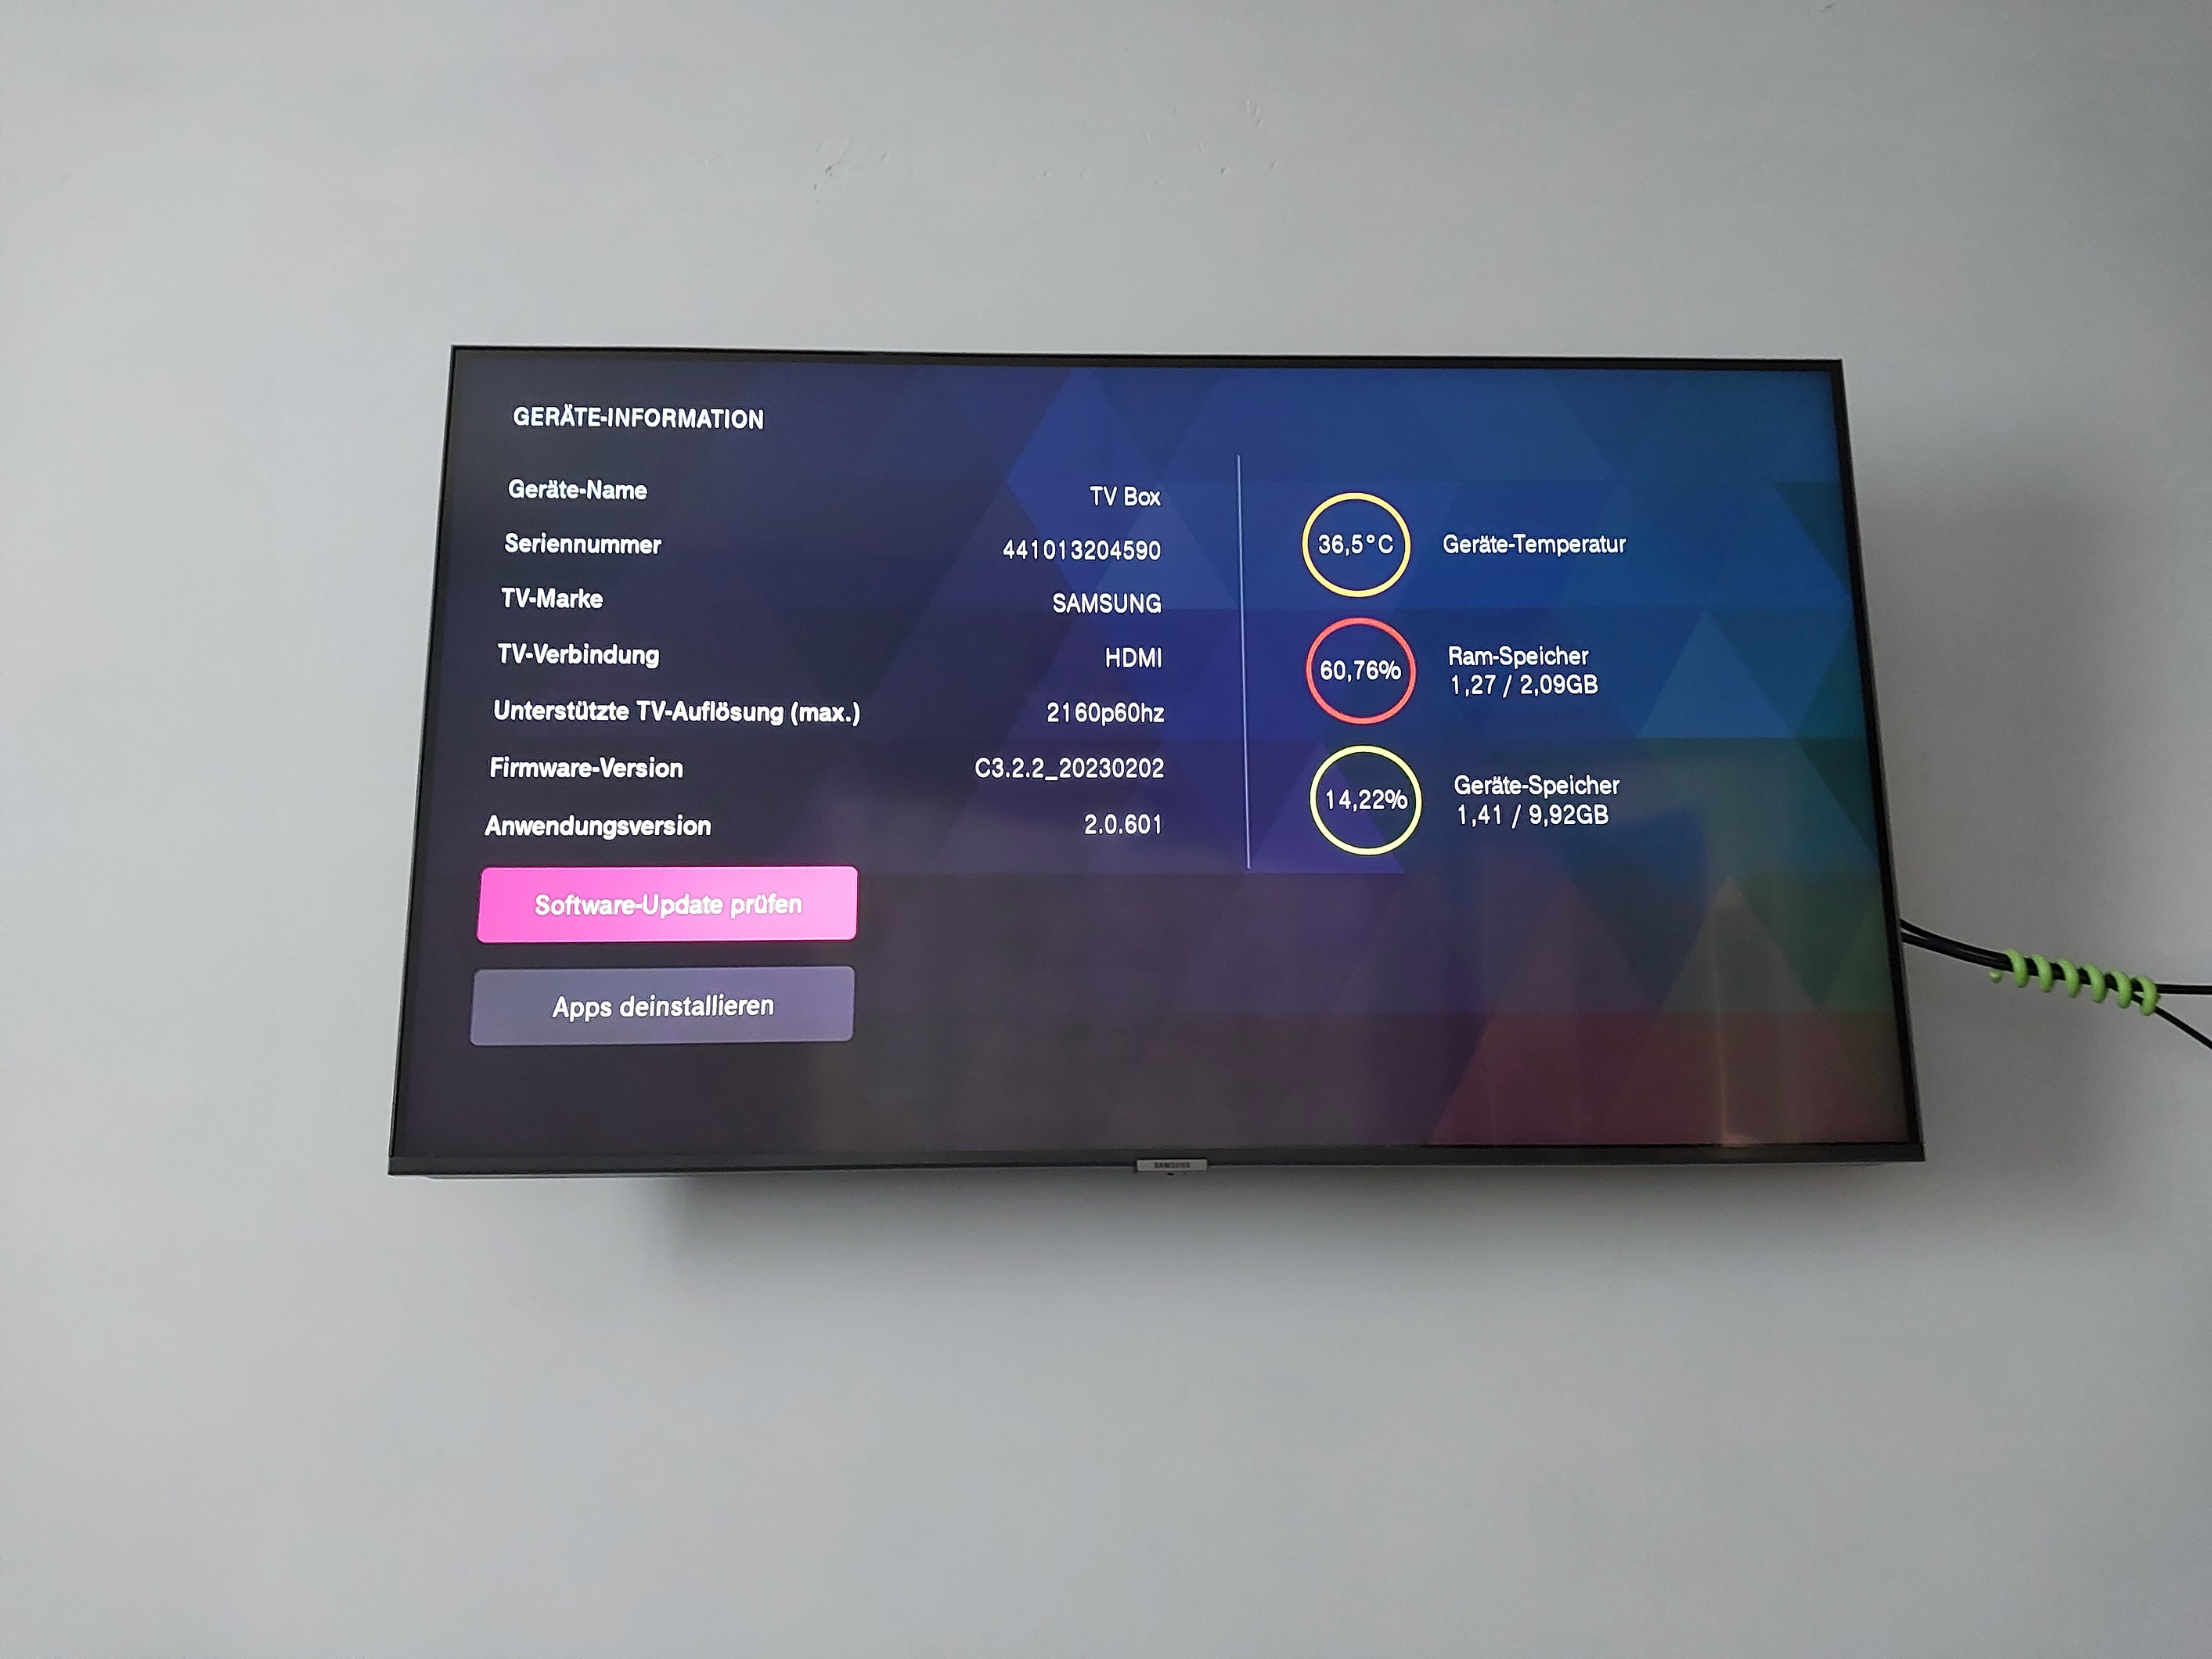 GERÄTE-INFORMATION
Geräte-Name TV Box
Seriennummer 441013204590
TV-Marke SAMSUNG
TV-Verbindung HDMI
Unterstützte TV-Auflösung (max.) 2160p60hz
Firmware-Version C3.2.2_20230202
Anwendungsversion 2.0.601
Software-Update prüfen
Apps deinstallieren
36,5°C Geräte-Temperatur
60,76% Ram-Speicher
1,27 / 2,09GB
14,22% Geräte-Speicher
1,41 / 9,92GB
SAMSUNG